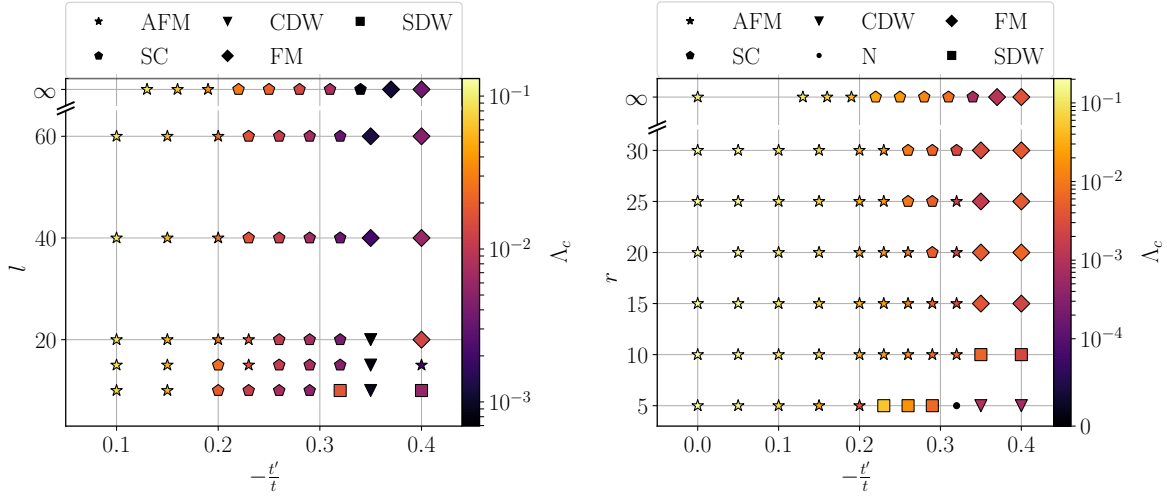 AFM CDW SDW
SC FM
∞
60
40
20
l
0.1 0.2 0.3 0.4
−t′/t
10⁻¹
10⁻²
10⁻³
Λ_c
AFM CDW FM
SC N SDW
∞
30
25
20
15
10
5
r
0.0 0.1 0.2 0.3 0.4
−t′/t
10⁻¹
10⁻²
10⁻³
10⁻⁴
0
Λ_c